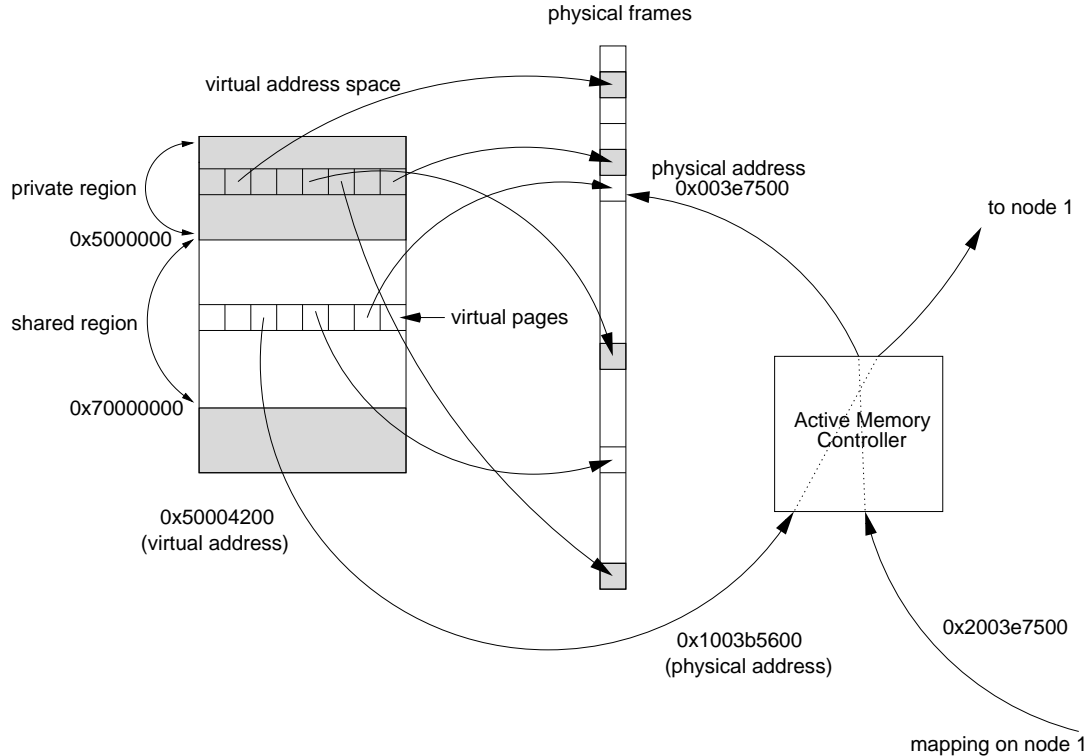 physical frames
virtual address space
physical address
0x003e7500
private region
to node 1
0x5000000
virtual pages
shared region
0x70000000
Active Memory
Controller
0x50004200
(virtual address)
0x2003e7500
0x1003b5600
(physical address)
mapping on node 1